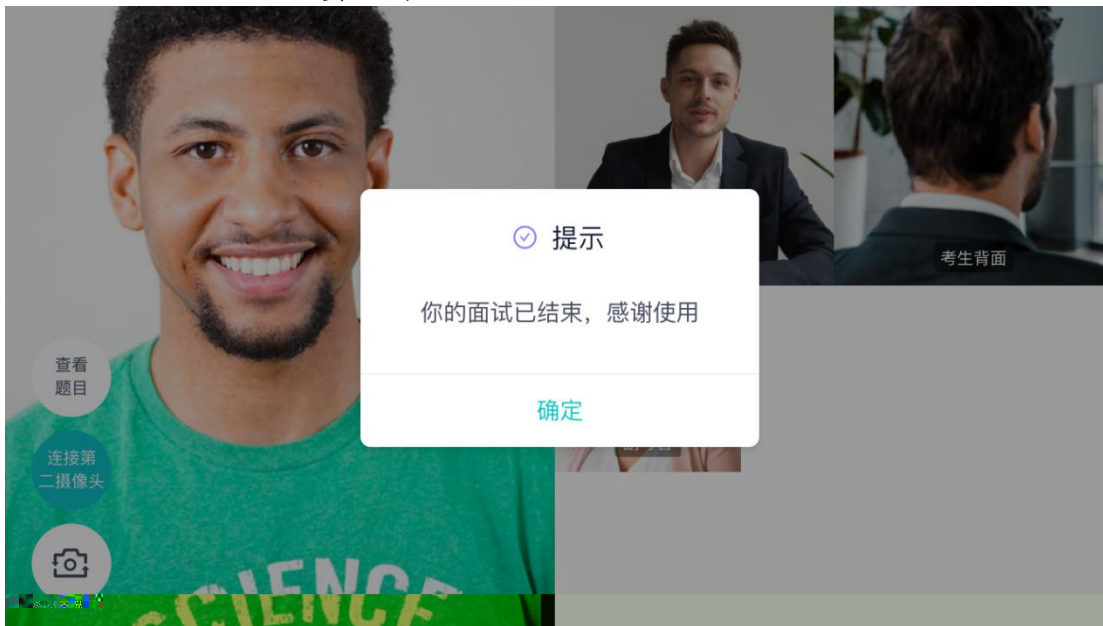 提示
你的面试已结束，感谢使用
确定
考生背面
查看
题目
连接第
二摄像头
SCIENCE